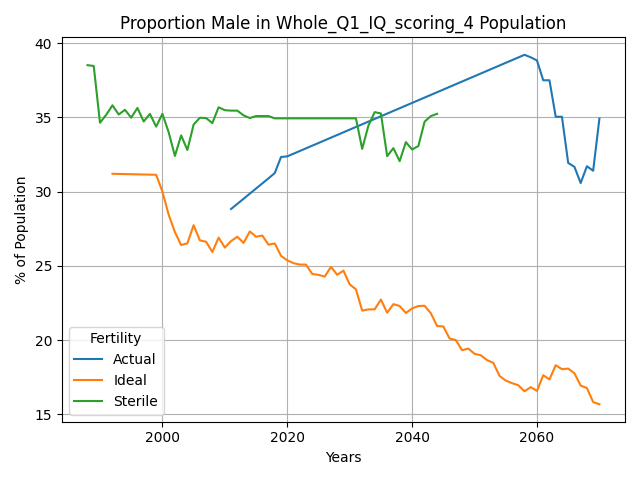 Proportion Male in Whole_Q1_IQ_scoring_4 Population
% of Population
40
35
30
25
20
15
Fertility
Actual
Ideal
Sterile
2000 2020 2040 2060
Years